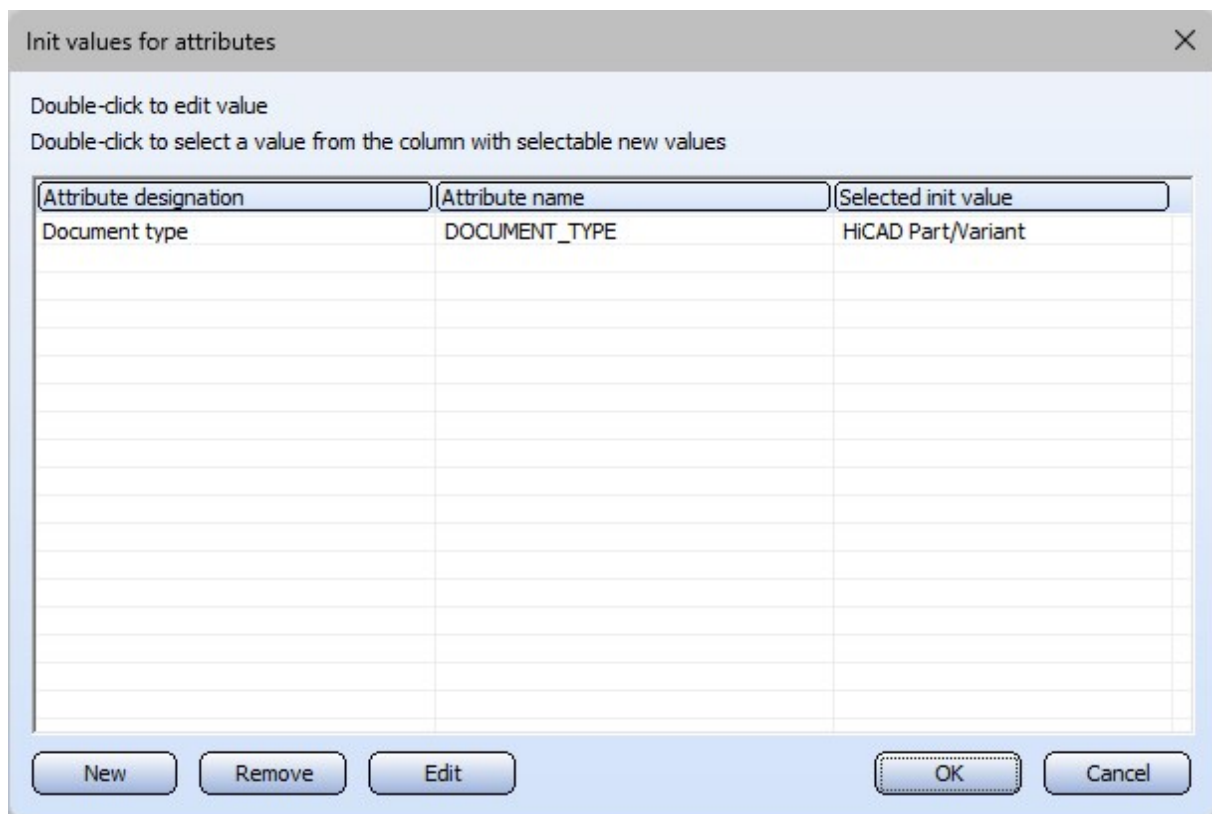 Init values for attributes
Double-click to edit value
Double-click to select a value from the column with selectable new values
Attribute designation Attribute name Selected init value
Document type DOCUMENT_TYPE HiCAD Part/Variant
New Remove Edit OK Cancel